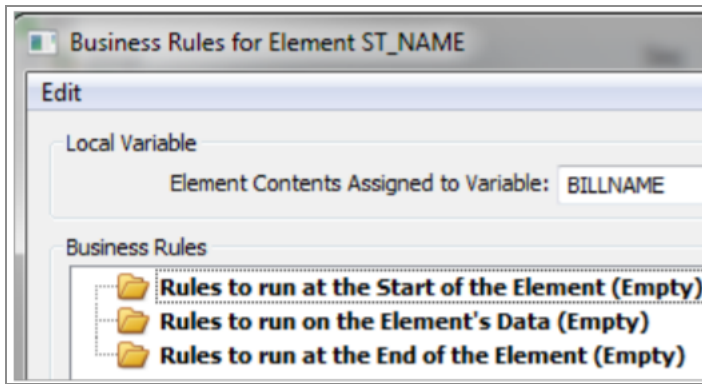 Business Rules for Element ST_NAME
Edit
Local Variable
Element Contents Assigned to Variable: BILLNAME
Business Rules
Rules to run at the Start of the Element (Empty)
Rules to run on the Element's Data (Empty)
Rules to run at the End of the Element (Empty)